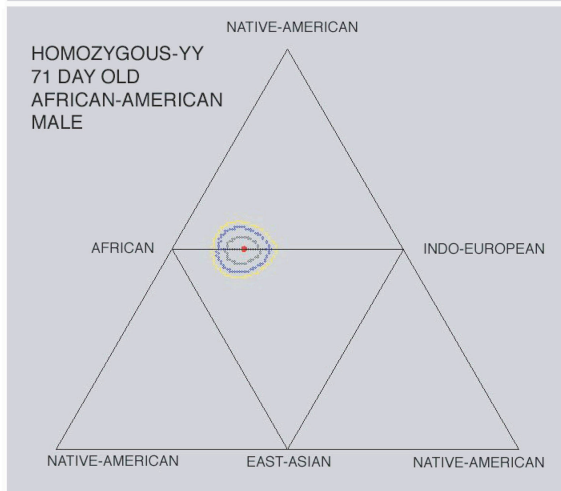 NATIVE-AMERICAN
HOMOZYGOUS-YY
71 DAY OLD
AFRICAN-AMERICAN
MALE
AFRICAN
INDO-EUROPEAN
NATIVE-AMERICAN
EAST-ASIAN
NATIVE-AMERICAN